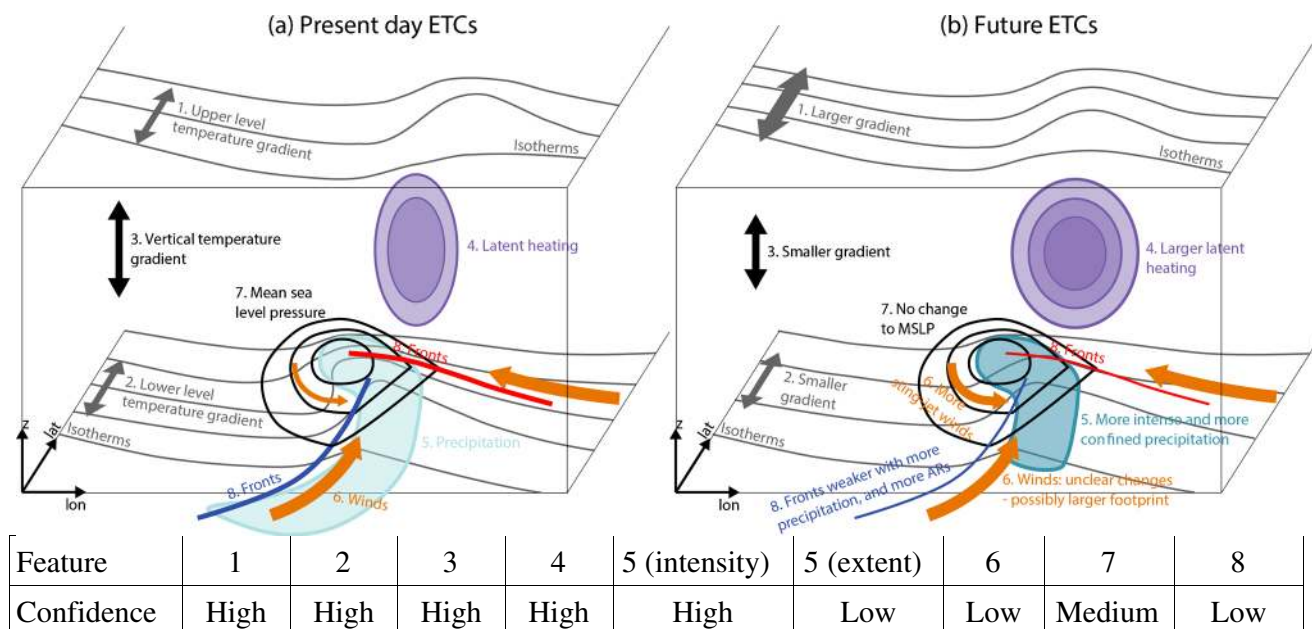 (a) Present day ETCs
1. Upper level
temperature gradient
Isotherms
3. Vertical temperature
gradient
4. Latent heating
7. Mean sea
level pressure
8. Fronts
2. Lower level
temperature gradient
Isotherms
5. Precipitation
8. Fronts
6. Winds
z
lat
lon
(b) Future ETCs
1. Larger gradient
Isotherms
3. Smaller gradient
4. Larger latent
heating
7. No change
to MSLP
8. Fronts
2. Smaller
gradient
Isotherms
6. More
sting-jet winds
5. More intense and more
confined precipitation
8. Fronts weaker with more
precipitation, and more ARs
6. Winds: unclear changes
- possibly larger footprint
z
lat
lon
Feature 1 2 3 4 5 (intensity) 5 (extent) 6 7 8
Confidence High High High High High Low Low Medium Low